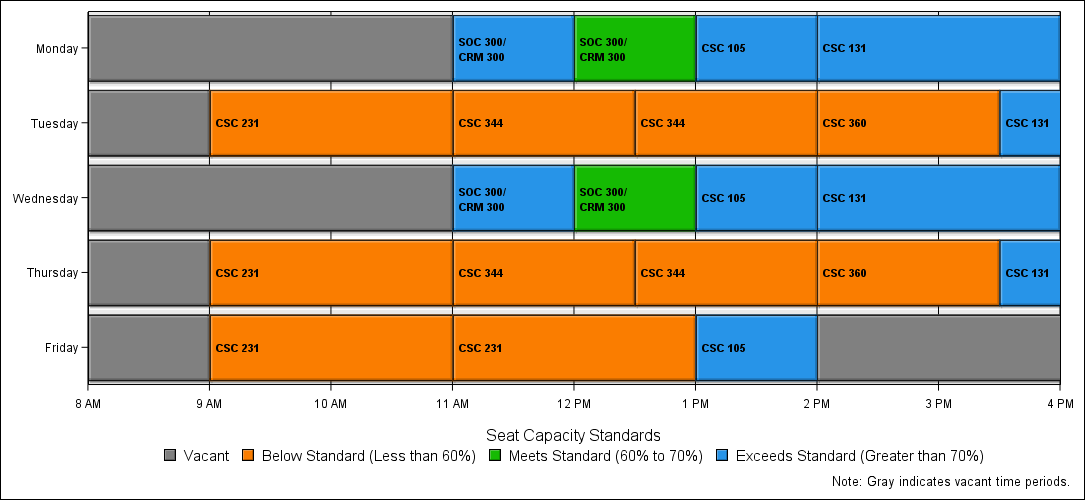 Monday
SOC 300/
CRM 300
SOC 300/
CRM 300
CSC 105
CSC 131
Tuesday
CSC 231
CSC 344
CSC 344
CSC 360
CSC 131
Wednesday
SOC 300/
CRM 300
SOC 300/
CRM 300
CSC 105
CSC 131
Thursday
CSC 231
CSC 344
CSC 344
CSC 360
CSC 131
Friday
CSC 231
CSC 231
CSC 105
8 AM 9 AM 10 AM 11 AM 12 PM 1 PM 2 PM 3 PM 4 PM
Seat Capacity Standards
Vacant Below Standard (Less than 60%) Meets Standard (60% to 70%) Exceeds Standard (Greater than 70%)
Note: Gray indicates vacant time periods.